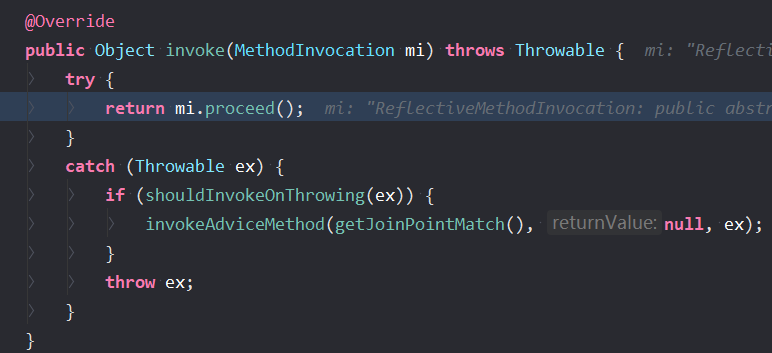 @Override
public Object invoke(MethodInvocation mi) throws Throwable { mi: "Reflecti
try {
return mi.proceed(); mi: "ReflectiveMethodInvocation: public abstr
}
catch (Throwable ex) {
if (shouldInvokeOnThrowing(ex)) {
invokeAdviceMethod(getJoinPointMatch(), returnValue: null, ex);
}
throw ex;
}
}